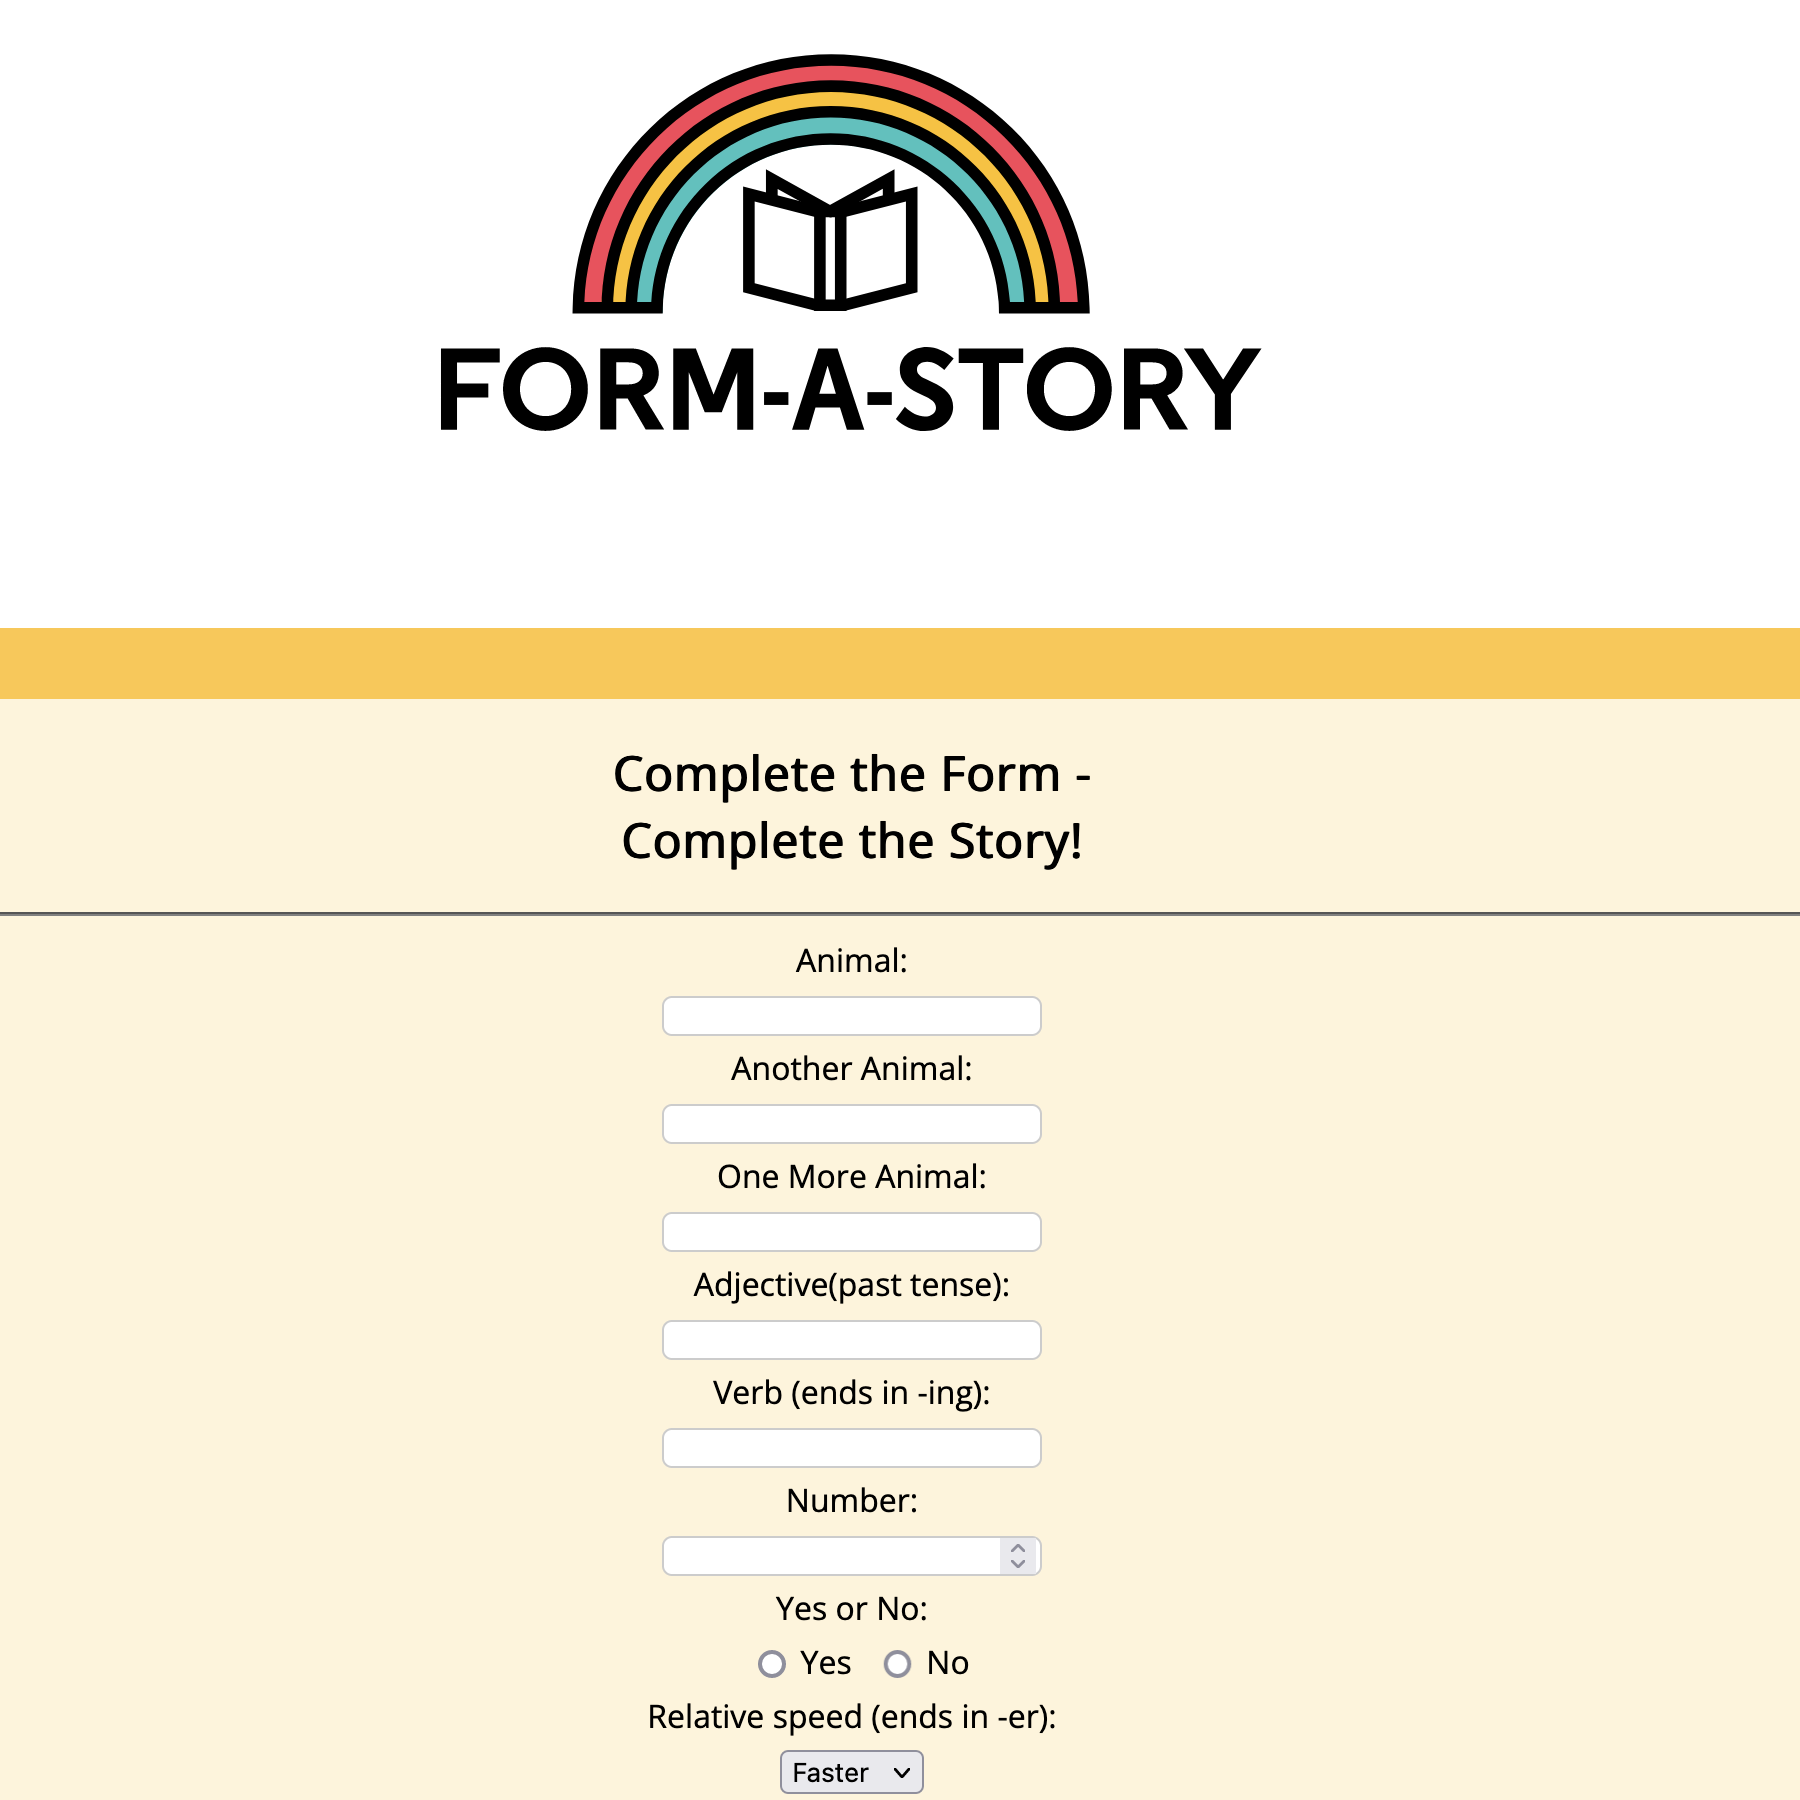 FORM-A-STORY
Complete the Form -
Complete the Story!
Animal:
Another Animal:
One More Animal:
Adjective(past tense):
Verb (ends in -ing):
Number:
Yes or No:
Yes No
Relative speed (ends in -er):
Faster